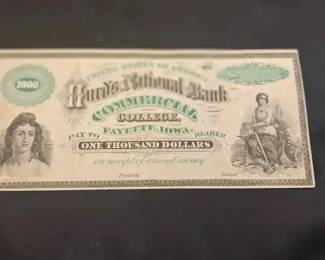 1000
UNITED STATES OF AMERICA
Hurd's National Bank
COMMERCIAL
COLLEGE,
FAYETTE, IOWA.
PAY TO BEARER
ONE THOUSAND DOLLARS
on receipt of amount money
President. Cashier.